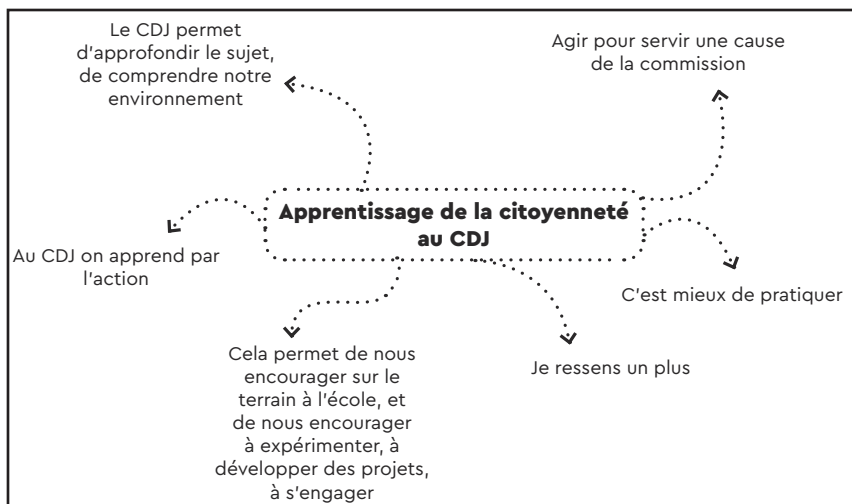 Le CDJ permet
d'approfondir le sujet,
de comprendre notre
environnement
Agir pour servir une cause
de la commission
Apprentissage de la citoyenneté
au CDJ
Au CDJ on apprend par
l'action
C'est mieux de pratiquer
Cela permet de nous
encourager sur le
terrain à l'école, et
de nous encourager
à expérimenter, à
développer des projets,
à s'engager
Je ressens un plus